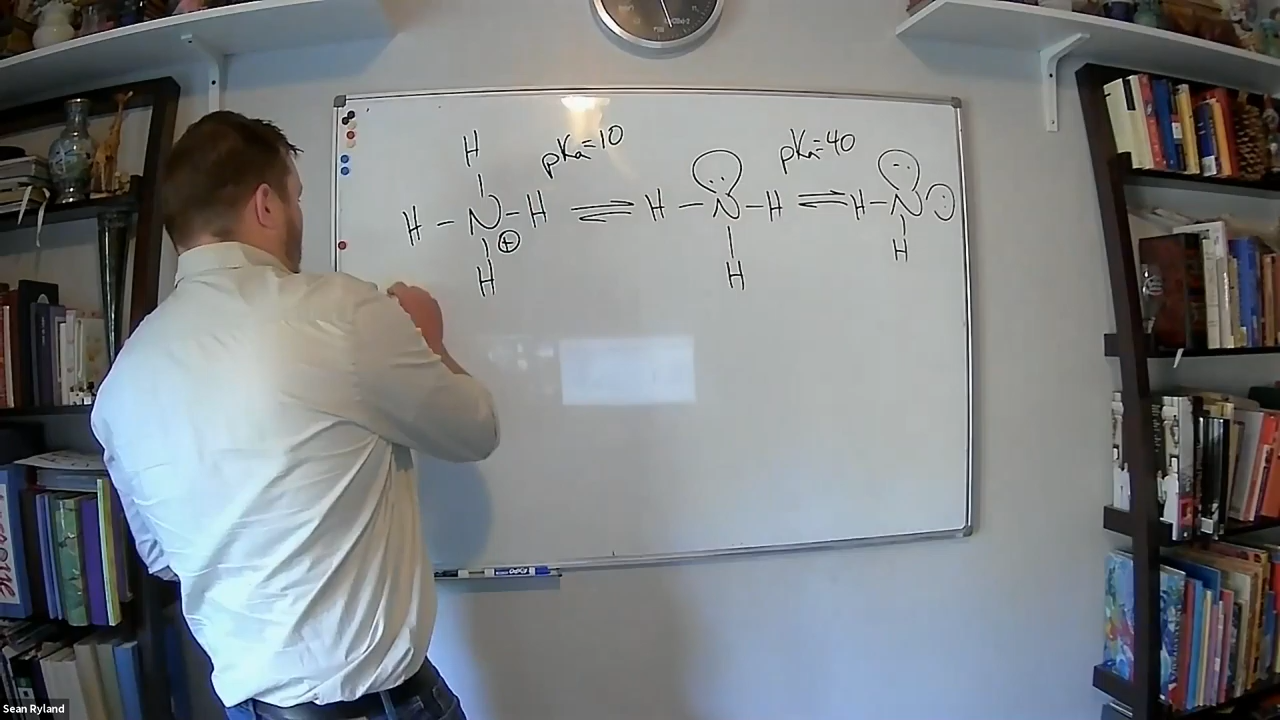 H
pKa=10
pKa=40
H-N-H ⇌ H-N-H ⇌ H-N
⊕
H
H
H
Sean Ryland